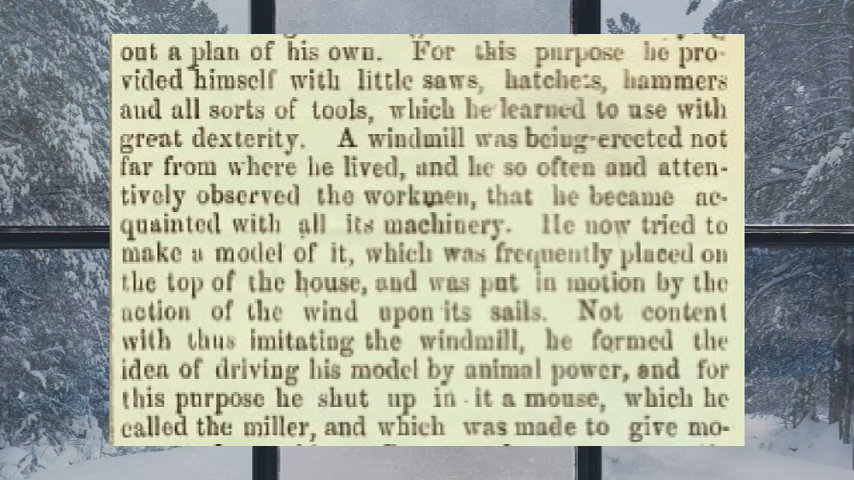 out a plan of his own. For this purpose he pro-
vided himself with little saws, hatchets, hammers
and all sorts of tools, which he learned to use with
great dexterity. A windmill was being erected not
far from where he lived, and he so often and atten-
tively observed the workmen, that he became ac-
quainted with all its machinery. He now tried to
make a model of it, which was frequently placed on
the top of the house, and was put in motion by the
action of the wind upon its sails. Not content
with thus imitating the windmill, he formed the
idea of driving his model by animal power, and for
this purpose he shut up in it a mouse, which he
called the miller, and which was made to give mo-